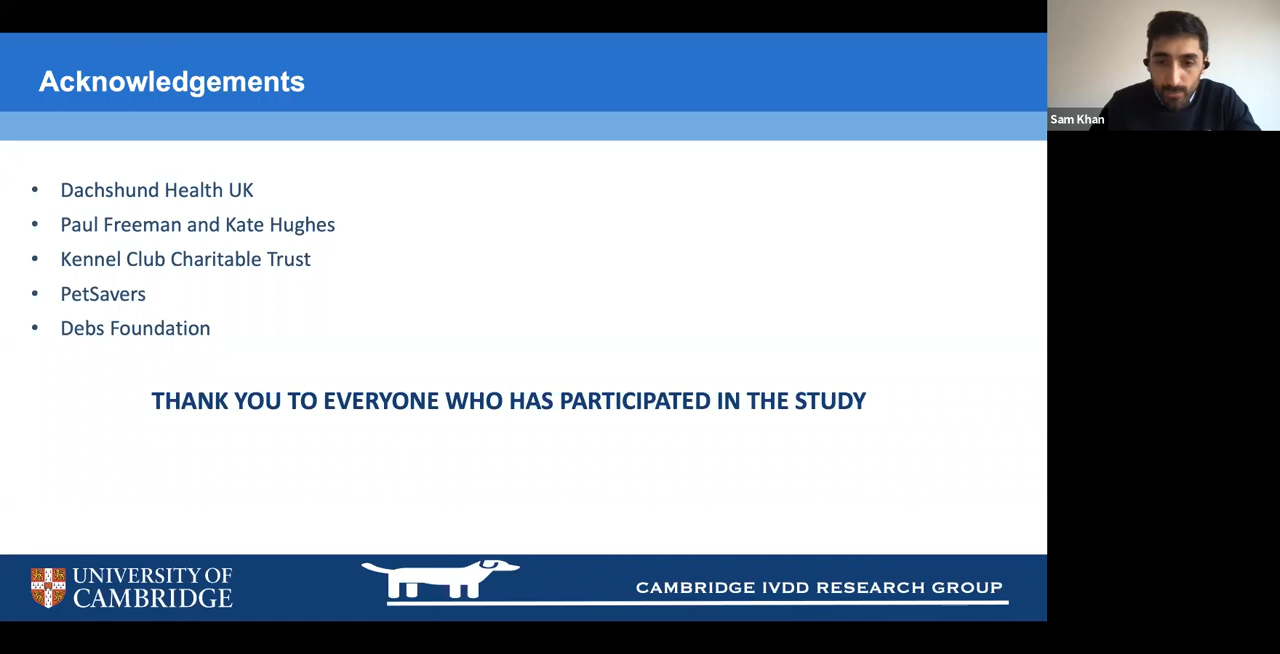 Acknowledgements
Sam Khan
• Dachshund Health UK
• Paul Freeman and Kate Hughes
• Kennel Club Charitable Trust
• PetSavers
• Debs Foundation
THANK YOU TO EVERYONE WHO HAS PARTICIPATED IN THE STUDY
UNIVERSITY OF
CAMBRIDGE
CAMBRIDGE IVDD RESEARCH GROUP